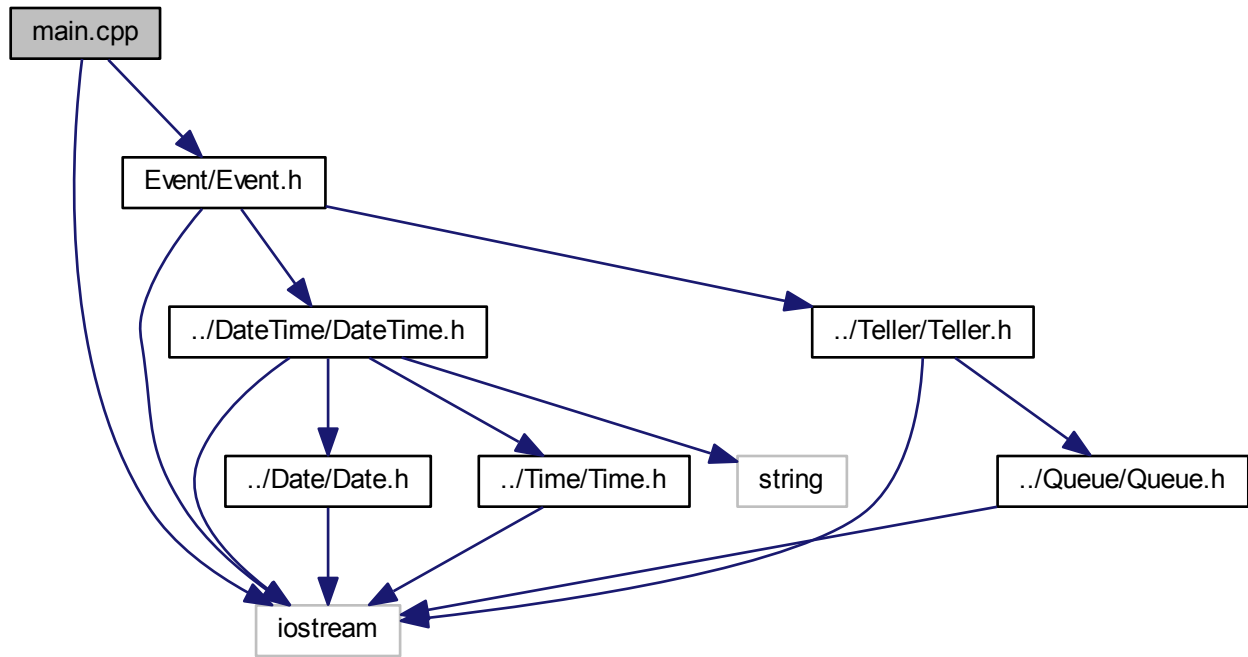 main.cpp
Event/Event.h
../DateTime/DateTime.h
../Teller/Teller.h
../Date/Date.h
../Time/Time.h
string
../Queue/Queue.h
iostream